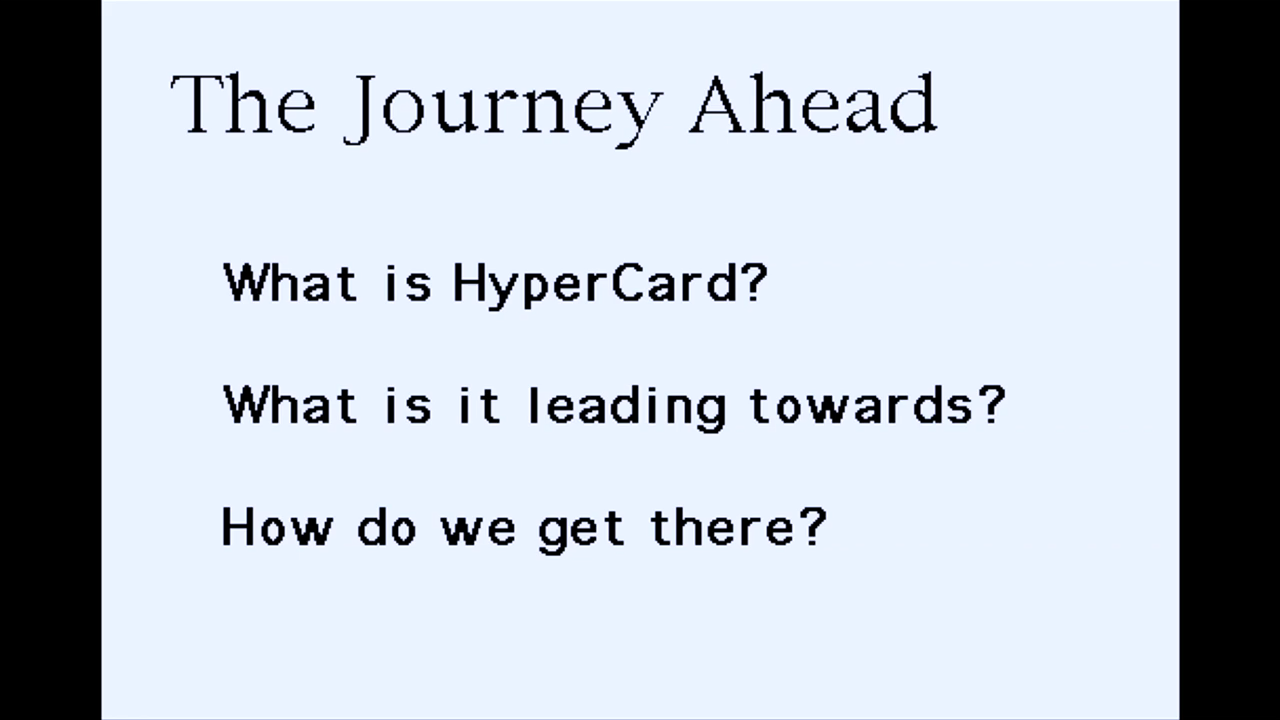 The Journey Ahead
What is HyperCard?
What is it leading towards?
How do we get there?